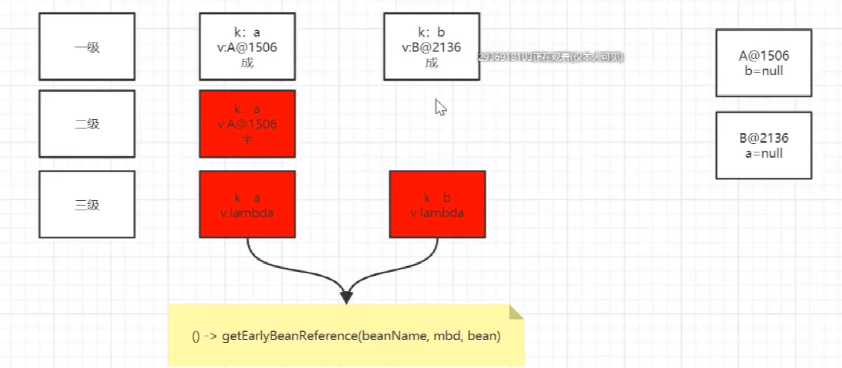 一级
k：a
v:A@1506
成
k：b
v:B@2136
成
A@1506
b=null
二级
k：a
v:A@1506
半
B@2136
a=null
三级
k：a
v:lambda
k：b
v:lambda
() -> getEarlyBeanReference(beanName, mbd, bean)